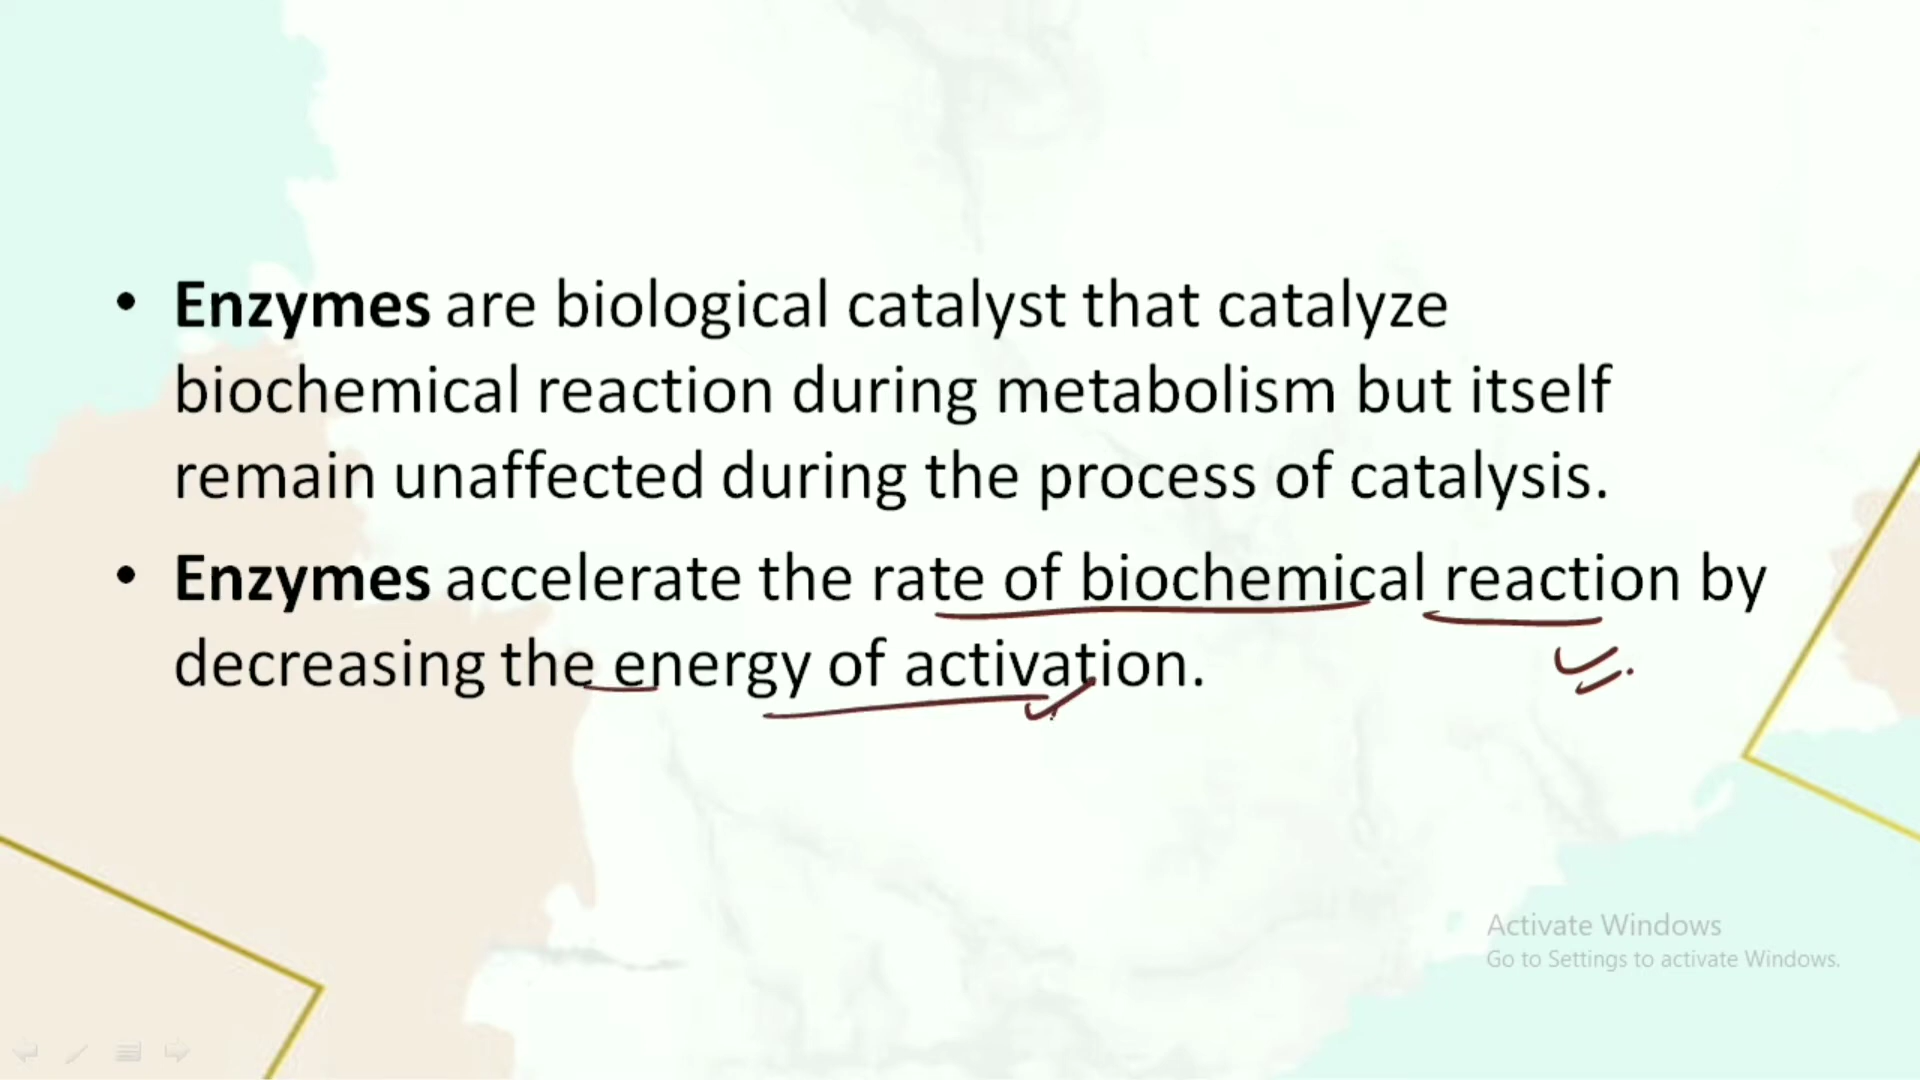 • Enzymes are biological catalyst that catalyze
biochemical reaction during metabolism but itself
remain unaffected during the process of catalysis.
• Enzymes accelerate the rate of biochemical reaction by
decreasing the energy of activation.
Activate Windows
Go to Settings to activate Windows.